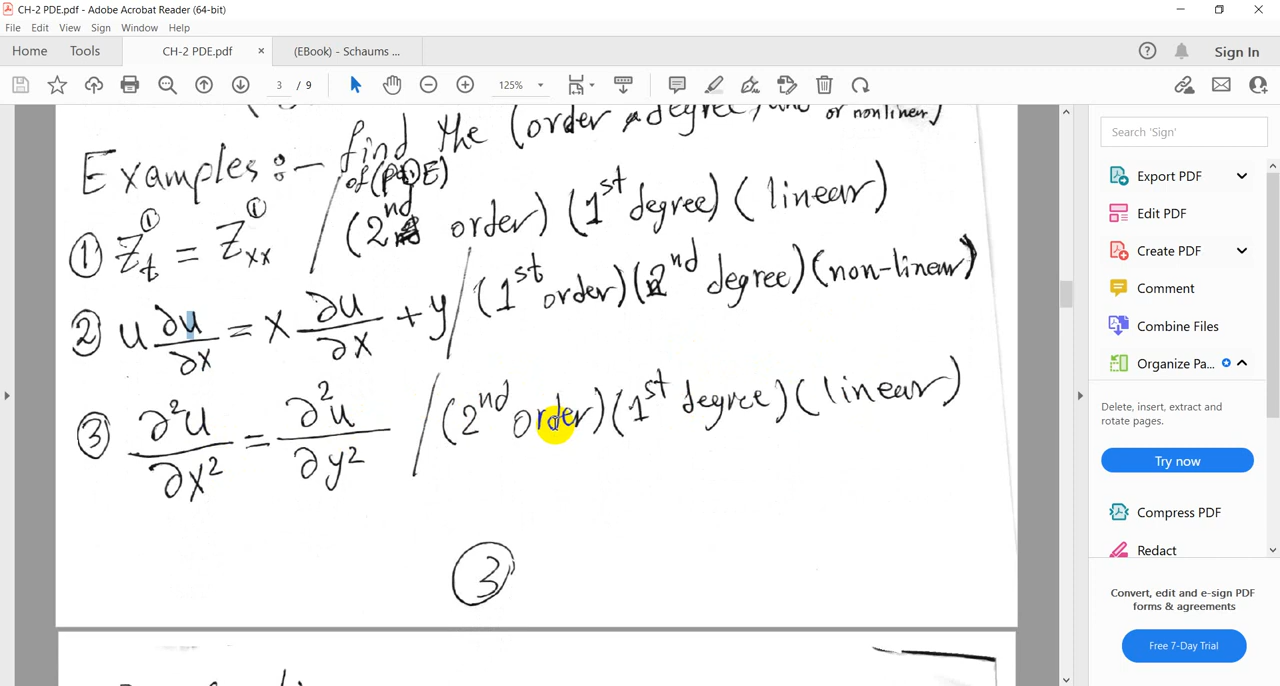 CH-2 PDE.pdf - Adobe Acrobat Reader (64-bit)
File Edit View Sign Window Help
Home Tools CH-2 PDE.pdf × (EBook) - Schaums ... Sign In
3 / 9 125%
Examples:- find the (order, degree, and or nonlinear)
of (PDE)
① Z_t^① = Z_xx^① / (2nd order) (1st degree) (linear)
② u ∂u/∂x = x ∂u/∂x + y / (1st order) (2nd degree) (non-linear)
③ ∂²u/∂x² = ∂²u/∂y² / (2nd order) (1st degree) (linear)
③
Search 'Sign'
Export PDF
Edit PDF
Create PDF
Comment
Combine Files
Organize Pa...
Delete, insert, extract and
rotate pages.
Try now
Compress PDF
Redact
Convert, edit and e-sign PDF
forms & agreements
Free 7-Day Trial